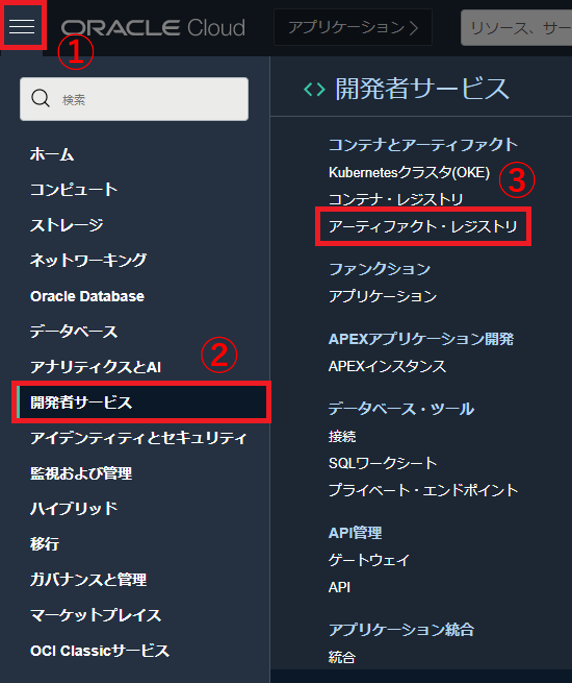 ORACLE Cloud
アプリケーション
リソース、サー
①
検索
ホーム
コンピュート
ストレージ
ネットワーキング
Oracle Database
データベース
アナリティクスとAI
②
開発者サービス
アイデンティティとセキュリティ
監視および管理
ハイブリッド
移行
ガバナンスと管理
マーケットプレイス
OCI Classicサービス
開発者サービス
コンテナとアーティファクト
Kubernetesクラスタ(OKE)
③
コンテナ・レジストリ
アーティファクト・レジストリ
ファンクション
アプリケーション
APEXアプリケーション開発
APEXインスタンス
データベース・ツール
接続
SQLワークシート
プライベート・エンドポイント
API管理
ゲートウェイ
API
アプリケーション統合
統合